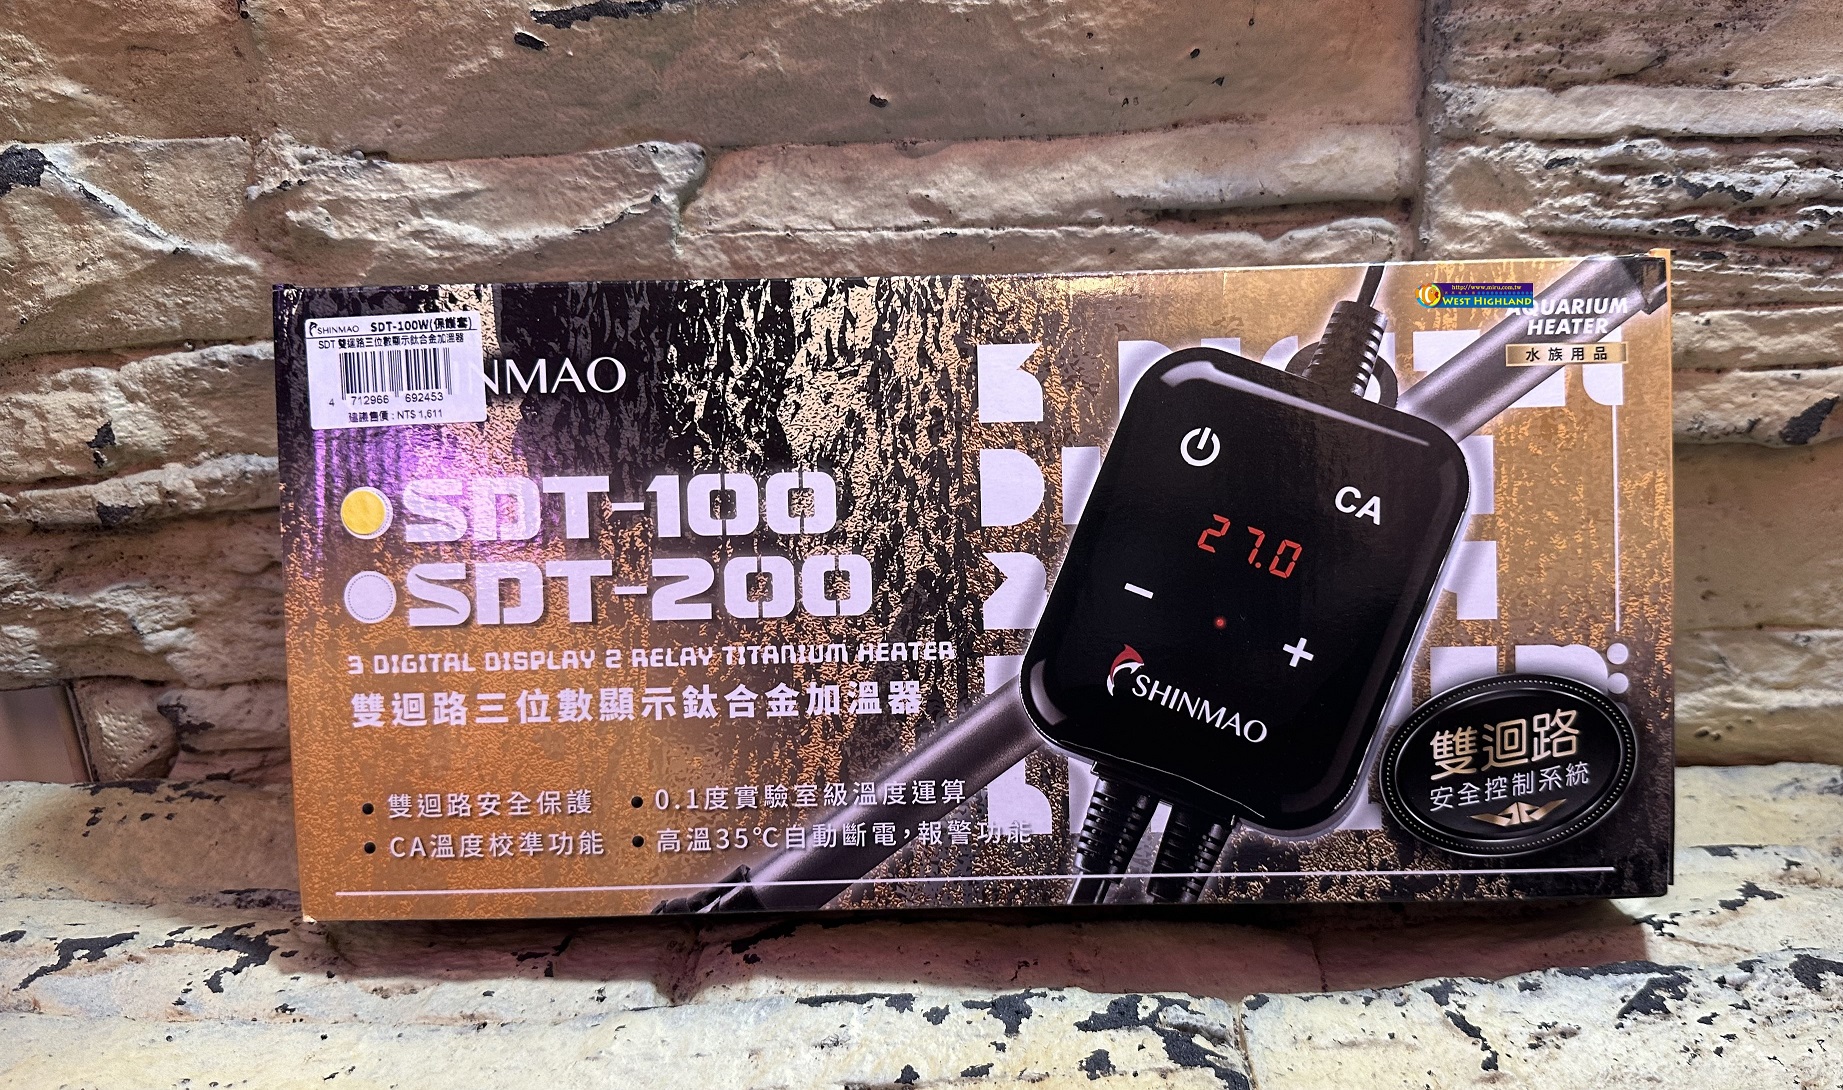 SHINMAO SDT-100W(保護套)
SDT 雙迴路三位數顯示鈦合金加溫器
4 712966 692453
建議售價：NT$ 1,611
NMAO
http://www.miru.com.tw
WEST HIGHLAND
AQUARIUM
HEATER
水族用品
SDT-100
SDT-200
3 DIGITAL DISPLAY 2 RELAY TITANIUM HEATER
雙迴路三位數顯示鈦合金加溫器
• 雙迴路安全保護 • 0.1度實驗室級溫度運算
• CA溫度校準功能 • 高溫35℃自動斷電，報警功能
CA
27.0
−
+
SHINMAO
雙迴路
安全控制系統